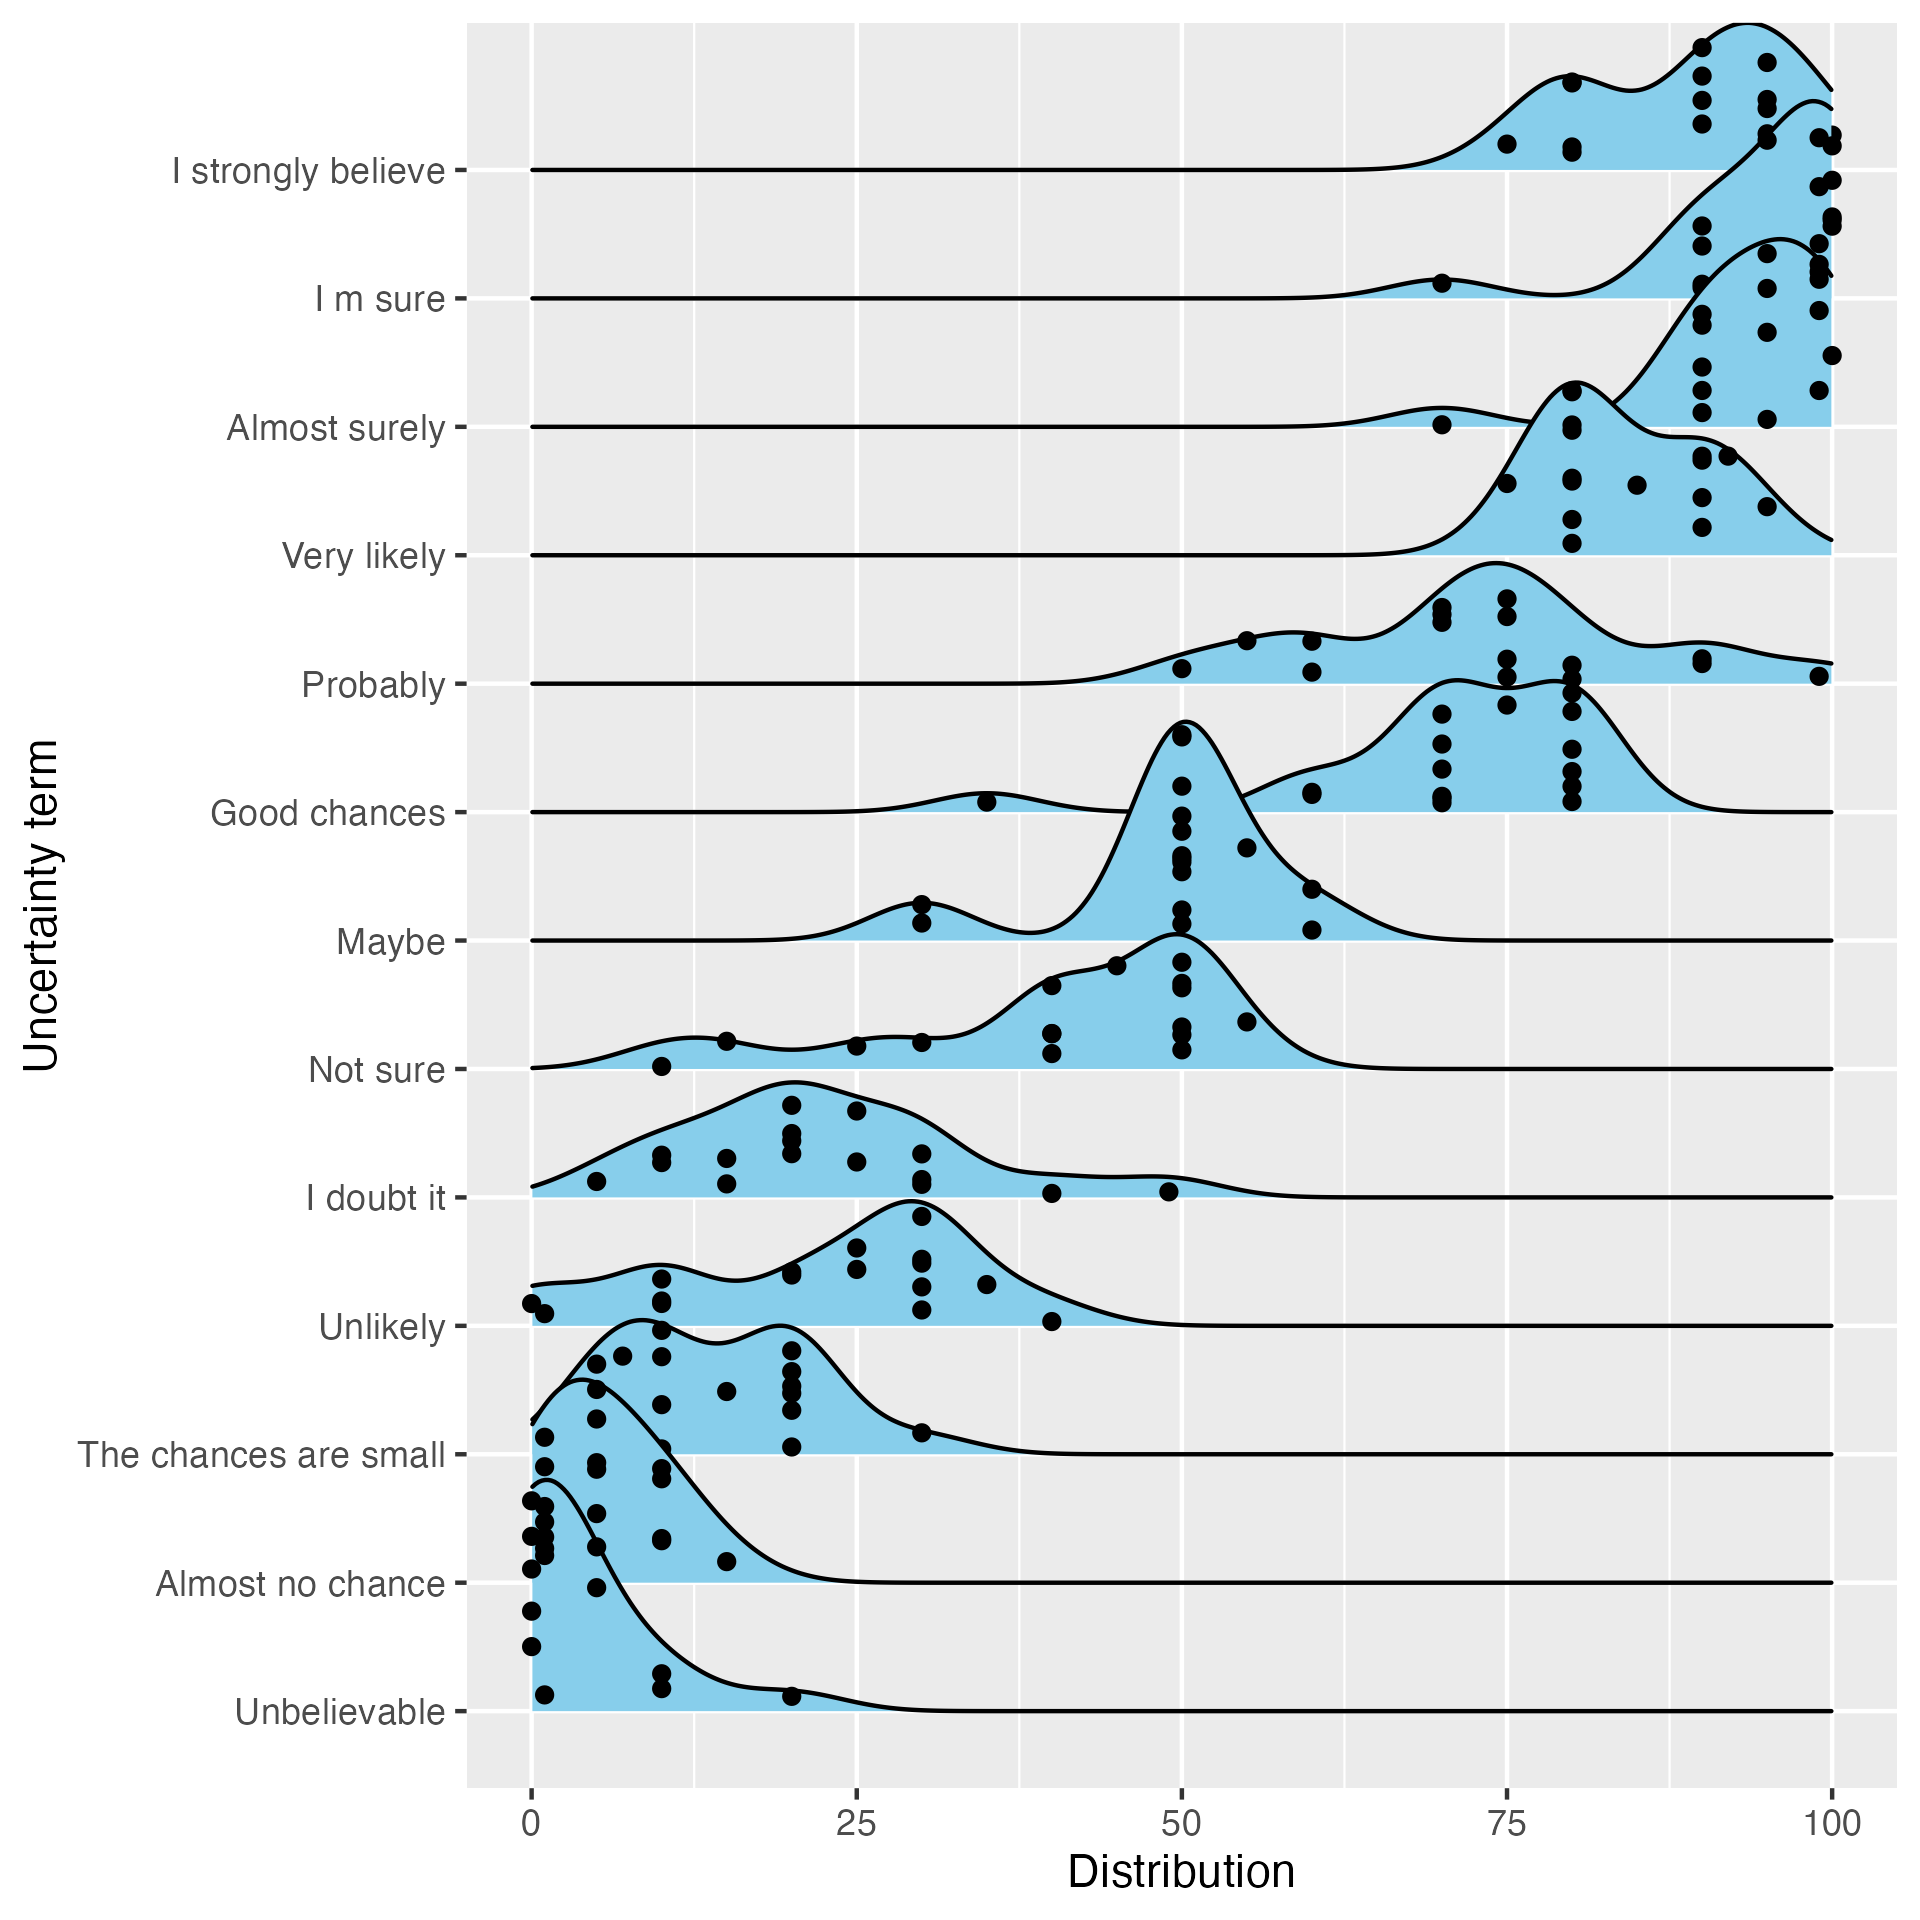 I strongly believe
I m sure
Almost surely
Very likely
Probably
Good chances
Maybe
Not sure
I doubt it
Unlikely
The chances are small
Almost no chance
Unbelievable
Uncertainty term
0 25 50 75 100
Distribution